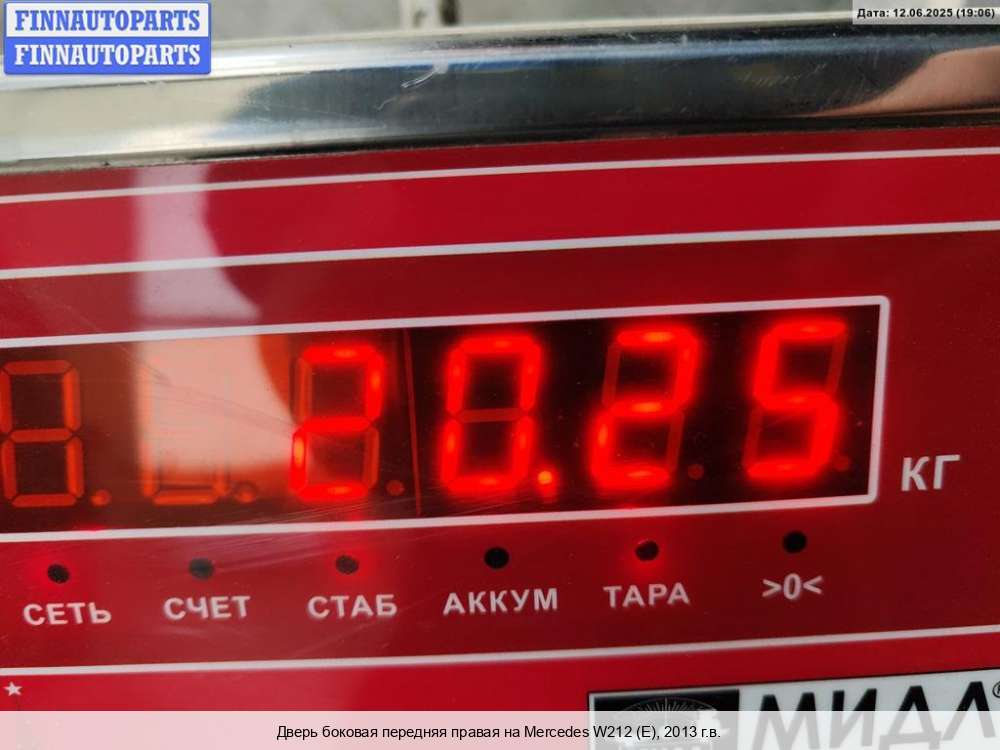 FINNAUTOPARTS
FINNAUTOPARTS
Дата: 12.06.2025 (19:06)
20.25
КГ
СЕТЬ СЧЕТ СТАБ АККУМ ТАРА >0<
МИДЛ
Дверь боковая передняя правая на Mercedes W212 (E), 2013 г.в.